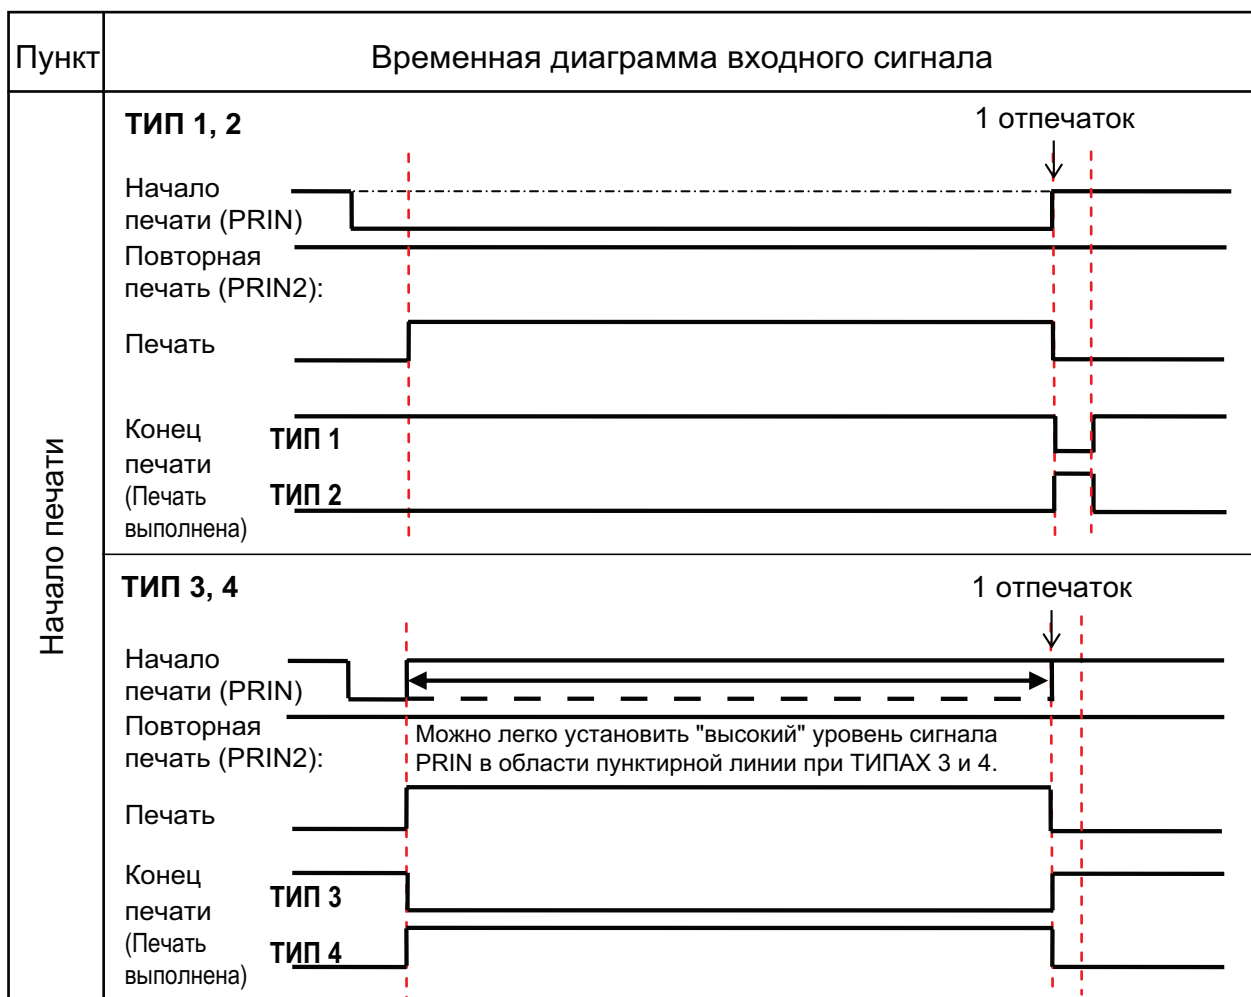 Пункт
Временная диаграмма входного сигнала
Начало печати
ТИП 1, 2
1 отпечаток
Начало
печати (PRIN)
Повторная
печать (PRIN2):
Печать
Конец
печати
(Печать
выполнена)
ТИП 1
ТИП 2
ТИП 3, 4
1 отпечаток
Начало
печати (PRIN)
Повторная
печать (PRIN2):
Можно легко установить "высокий" уровень сигнала
PRIN в области пунктирной линии при ТИПАХ 3 и 4.
Печать
Конец
печати
(Печать
выполнена)
ТИП 3
ТИП 4